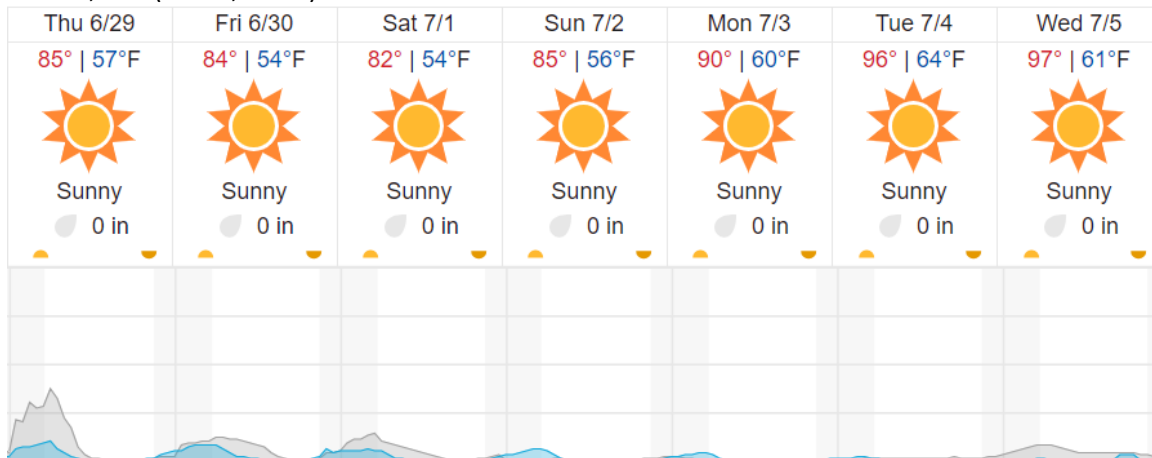 Thu 6/29 Fri 6/30 Sat 7/1 Sun 7/2 Mon 7/3 Tue 7/4 Wed 7/5
85° | 57°F 84° | 54°F 82° | 54°F 85° | 56°F 90° | 60°F 96° | 64°F 97° | 61°F
Sunny Sunny Sunny Sunny Sunny Sunny Sunny
0 in 0 in 0 in 0 in 0 in 0 in 0 in